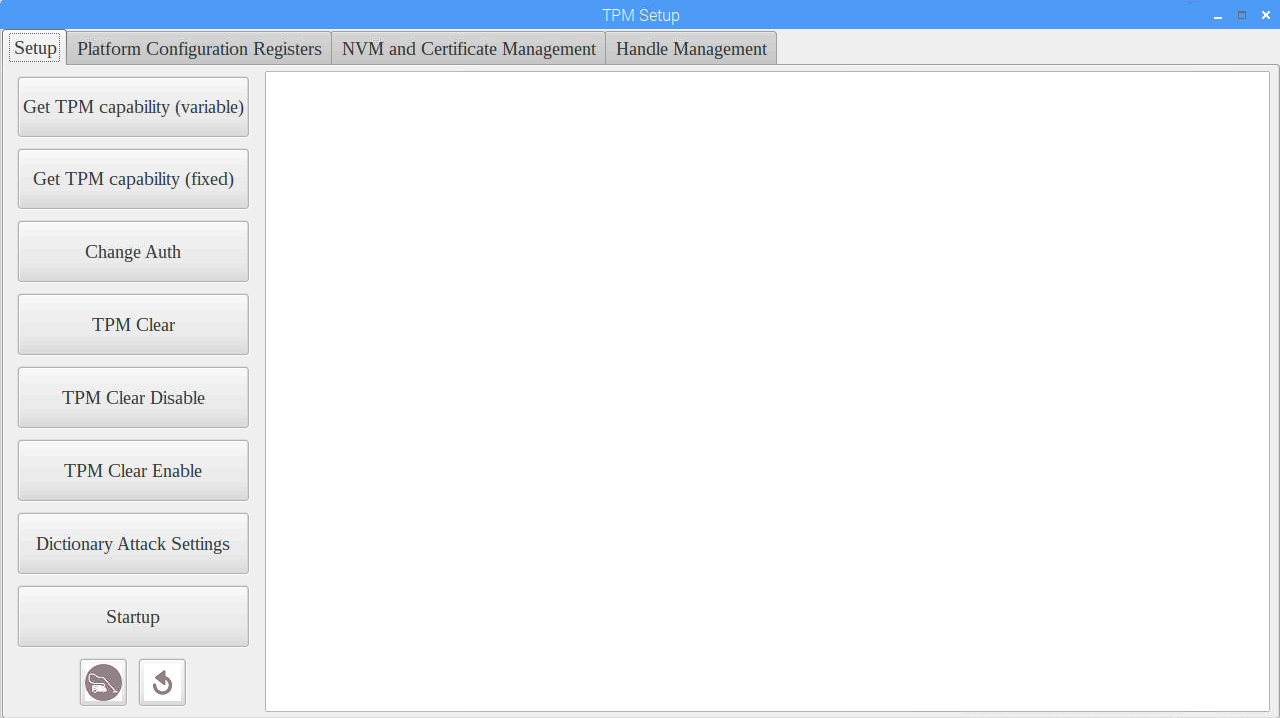 TPM Setup
Setup Platform Configuration Registers NVM and Certificate Management Handle Management
Get TPM capability (variable)
Get TPM capability (fixed)
Change Auth
TPM Clear
TPM Clear Disable
TPM Clear Enable
Dictionary Attack Settings
Startup